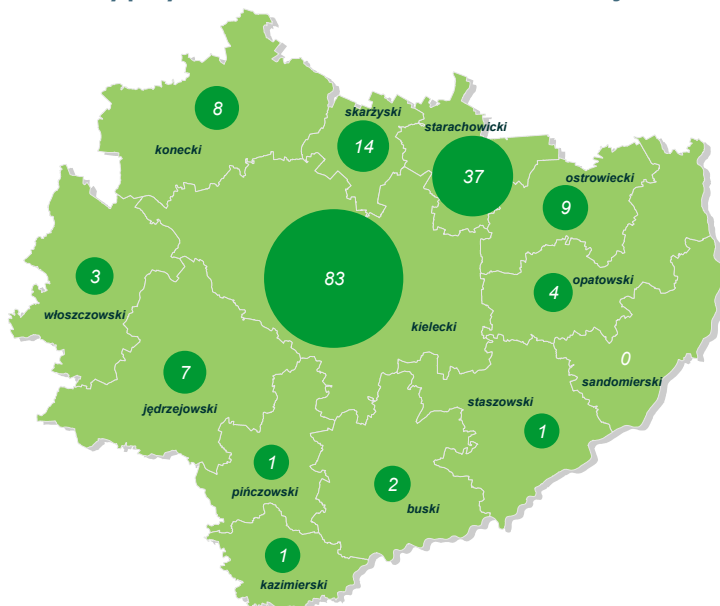 8
skarżyski
starachowicki
konecki
14
37
ostrowiecki
9
3
83
4
opatowski
włoszczowski
kielecki
0
sandomierski
7
jędrzejowski
staszowski
1
1
pińczowski
2
buski
1
kazimierski